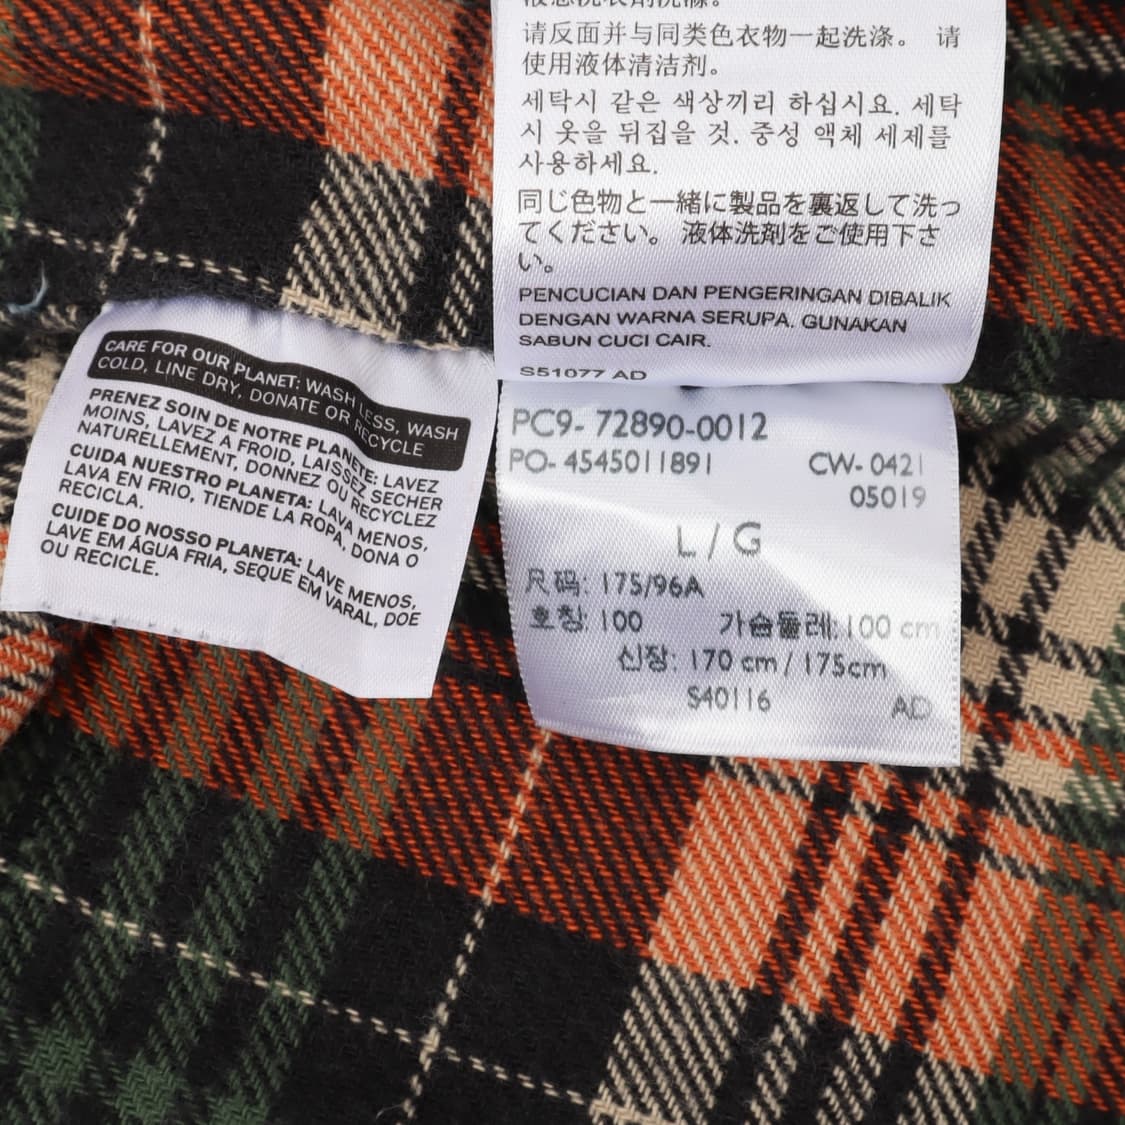 请反面并与同类色衣物一起洗涤。 请
使用液体清洁剂。
세탁시 같은 색상끼리 하십시요. 세탁
시 옷을 뒤집을 것. 중성 액체 세제를
사용하세요.
同じ色物と一緒に製品を裏返して洗っ
てください。 液体洗剤をご使用下さ
い。
PENCUCIAN DAN PENGERINGAN DIBALIK
DENGAN WARNA SERUPA. GUNAKAN
SABUN CUCI CAIR.
S51077 AD
CARE FOR OUR PLANET: WASH LESS, WASH
COLD, LINE DRY, DONATE OR RECYCLE
PRENEZ SOIN DE NOTRE PLANÈTE: LAVEZ
MOINS, LAVEZ A FROID, LAISSEZ SECHER
NATURELLEMENT, DONNEZ OU RECYCLEZ
CUIDA NUESTRO PLANETA: LAVA MENOS,
LAVA EN FRIO, TIENDE LA ROPA, DONA O
RECICLA.
CUIDE DO NOSSO PLANETA: LAVE MENOS,
LAVE EM ÁGUA FRIA, SEQUE EM VARAL, DOE
OU RECICLE.
PC9- 72890-0012
PO- 4545011891 CW- 0421
05019
L / G
尺码: 175/96A
호칭: 100 가슴둘레: 100 cm
신장: 170 cm / 175cm
S40116 AD